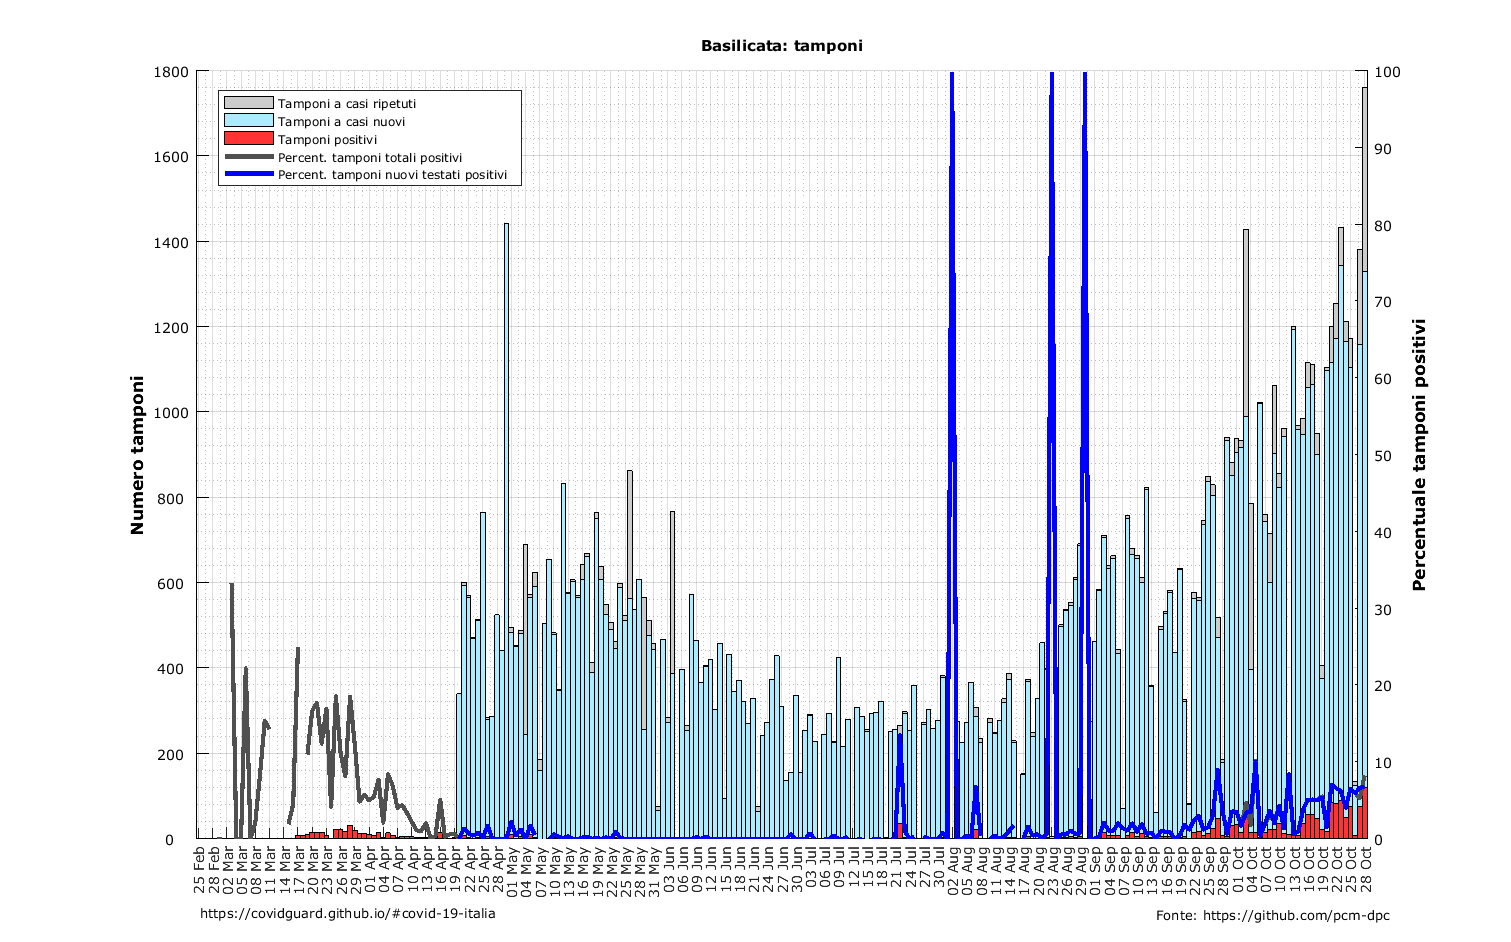 Basilicata: tamponi
1800
1600
1400
1200
1000
800
600
400
200
0
Numero tamponi
Tamponi a casi ripetuti
Tamponi a casi nuovi
Tamponi positivi
Percent. tamponi totali positivi
Percent. tamponi nuovi testati positivi
100
90
80
70
60
50
40
30
20
10
0
Percentuale tamponi positivi
25 Feb
28 Feb
02 Mar
05 Mar
08 Mar
11 Mar
14 Mar
17 Mar
20 Mar
23 Mar
26 Mar
29 Mar
01 Apr
04 Apr
07 Apr
10 Apr
13 Apr
16 Apr
19 Apr
22 Apr
25 Apr
28 Apr
01 May
04 May
07 May
10 May
13 May
16 May
19 May
22 May
25 May
28 May
31 May
03 Jun
06 Jun
09 Jun
12 Jun
15 Jun
18 Jun
21 Jun
24 Jun
27 Jun
30 Jun
03 Jul
06 Jul
09 Jul
12 Jul
15 Jul
18 Jul
21 Jul
24 Jul
27 Jul
30 Jul
02 Aug
05 Aug
08 Aug
11 Aug
14 Aug
17 Aug
20 Aug
23 Aug
26 Aug
29 Aug
01 Sep
04 Sep
07 Sep
10 Sep
13 Sep
16 Sep
19 Sep
22 Sep
25 Sep
28 Sep
01 Oct
04 Oct
07 Oct
10 Oct
13 Oct
16 Oct
19 Oct
22 Oct
25 Oct
28 Oct
https://covidguard.github.io/#covid-19-italia
Fonte: https://github.com/pcm-dpc